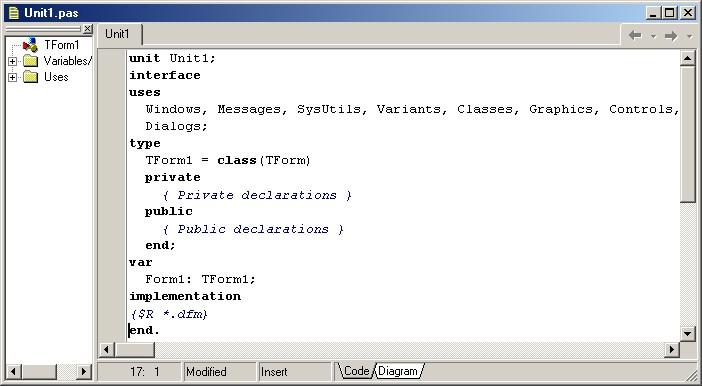 Unit1.pas
TForm1
Variables/
Uses
Unit1
unit Unit1;
interface
uses
Windows, Messages, SysUtils, Variants, Classes, Graphics, Controls,
Dialogs;
type
TForm1 = class(TForm)
private
{ Private declarations }
public
{ Public declarations }
end;
var
Form1: TForm1;
implementation
{$R *.dfm}
end.
17: 1 Modified Insert Code Diagram